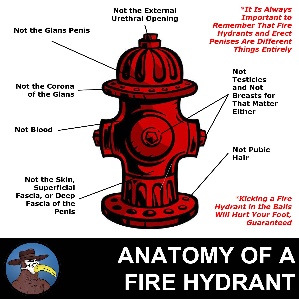 Not the External
Urethral Opening
"It Is Always
Important to
Remember That Fire
Hydrants and Erect
Penises Are Different
Things Entirely
Not the Glans Penis
Not the Corona
of the Glans
Not
Testicles
and Not
Breasts for
That Matter
Either
Not Blood
Not Pubic
Hair
Not the Skin,
Superficial
Fascia, or Deep
Fascia of the
Penis
"Kicking a Fire
Hydrant in the Balls
Will Hurt Your Foot,
Guaranteed
ANATOMY OF A
FIRE HYDRANT